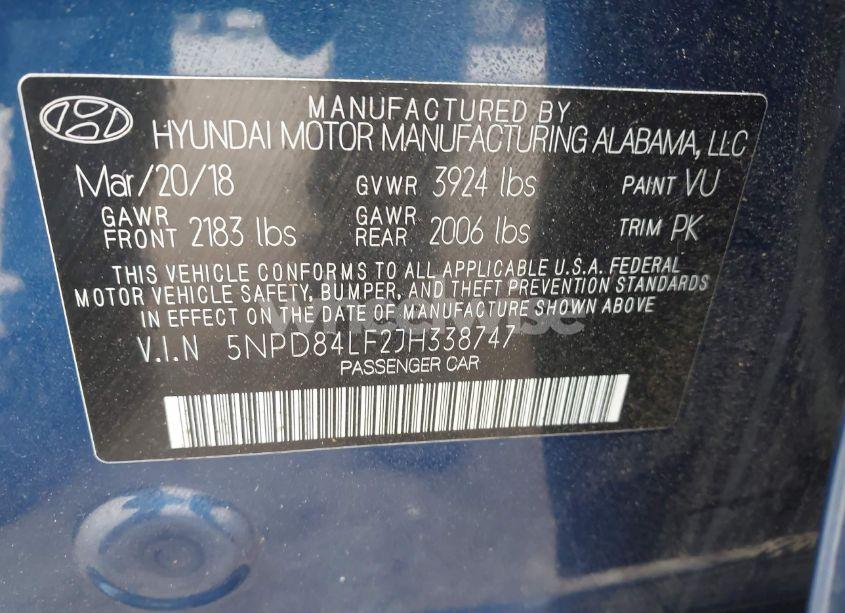 MANUFACTURED BY
HYUNDAI MOTOR MANUFACTURING ALABAMA, LLC
Mar/20/18 GVWR 3924 lbs PAINT VU
GAWR FRONT 2183 lbs GAWR REAR 2006 lbs TRIM PK
THIS VEHICLE CONFORMS TO ALL APPLICABLE U.S.A. FEDERAL
MOTOR VEHICLE SAFETY, BUMPER, AND THEFT PREVENTION STANDARDS
IN EFFECT ON THE DATE OF MANUFACTURE SHOWN ABOVE
V.I.N 5NPD84LF2JH338747
PASSENGER CAR